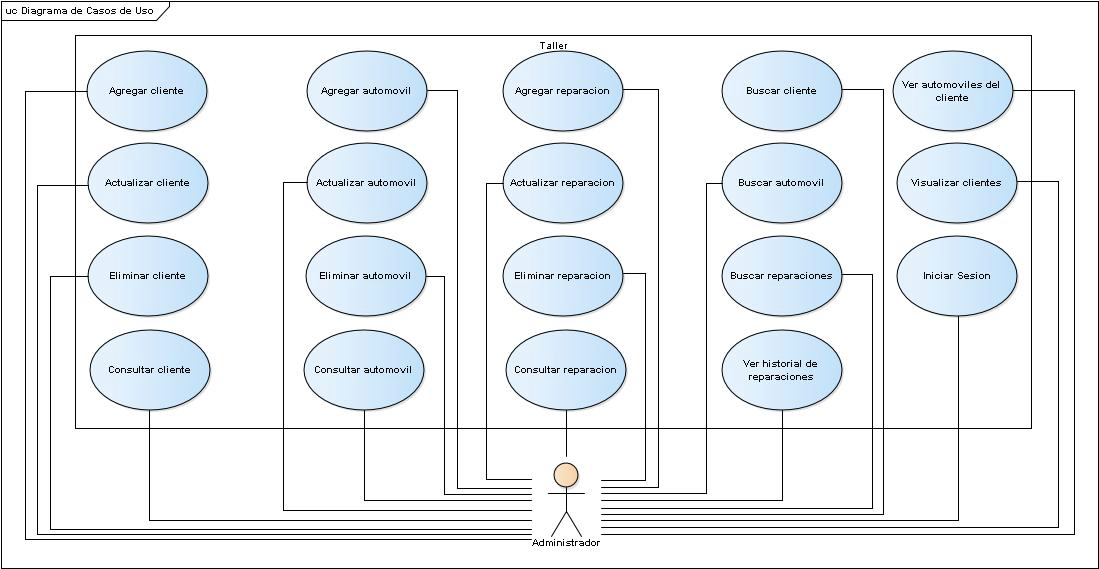 uc Diagrama de Casos de Uso
Taller
Agregar cliente
Agregar automovil
Agregar reparacion
Buscar cliente
Ver automoviles del
cliente
Actualizar cliente
Actualizar automovil
Actualizar reparacion
Buscar automovil
Visualizar clientes
Eliminar cliente
Eliminar automovil
Eliminar reparacion
Buscar reparaciones
Iniciar Sesion
Consultar cliente
Consultar automovil
Consultar reparacion
Ver historial de
reparaciones
Administrador